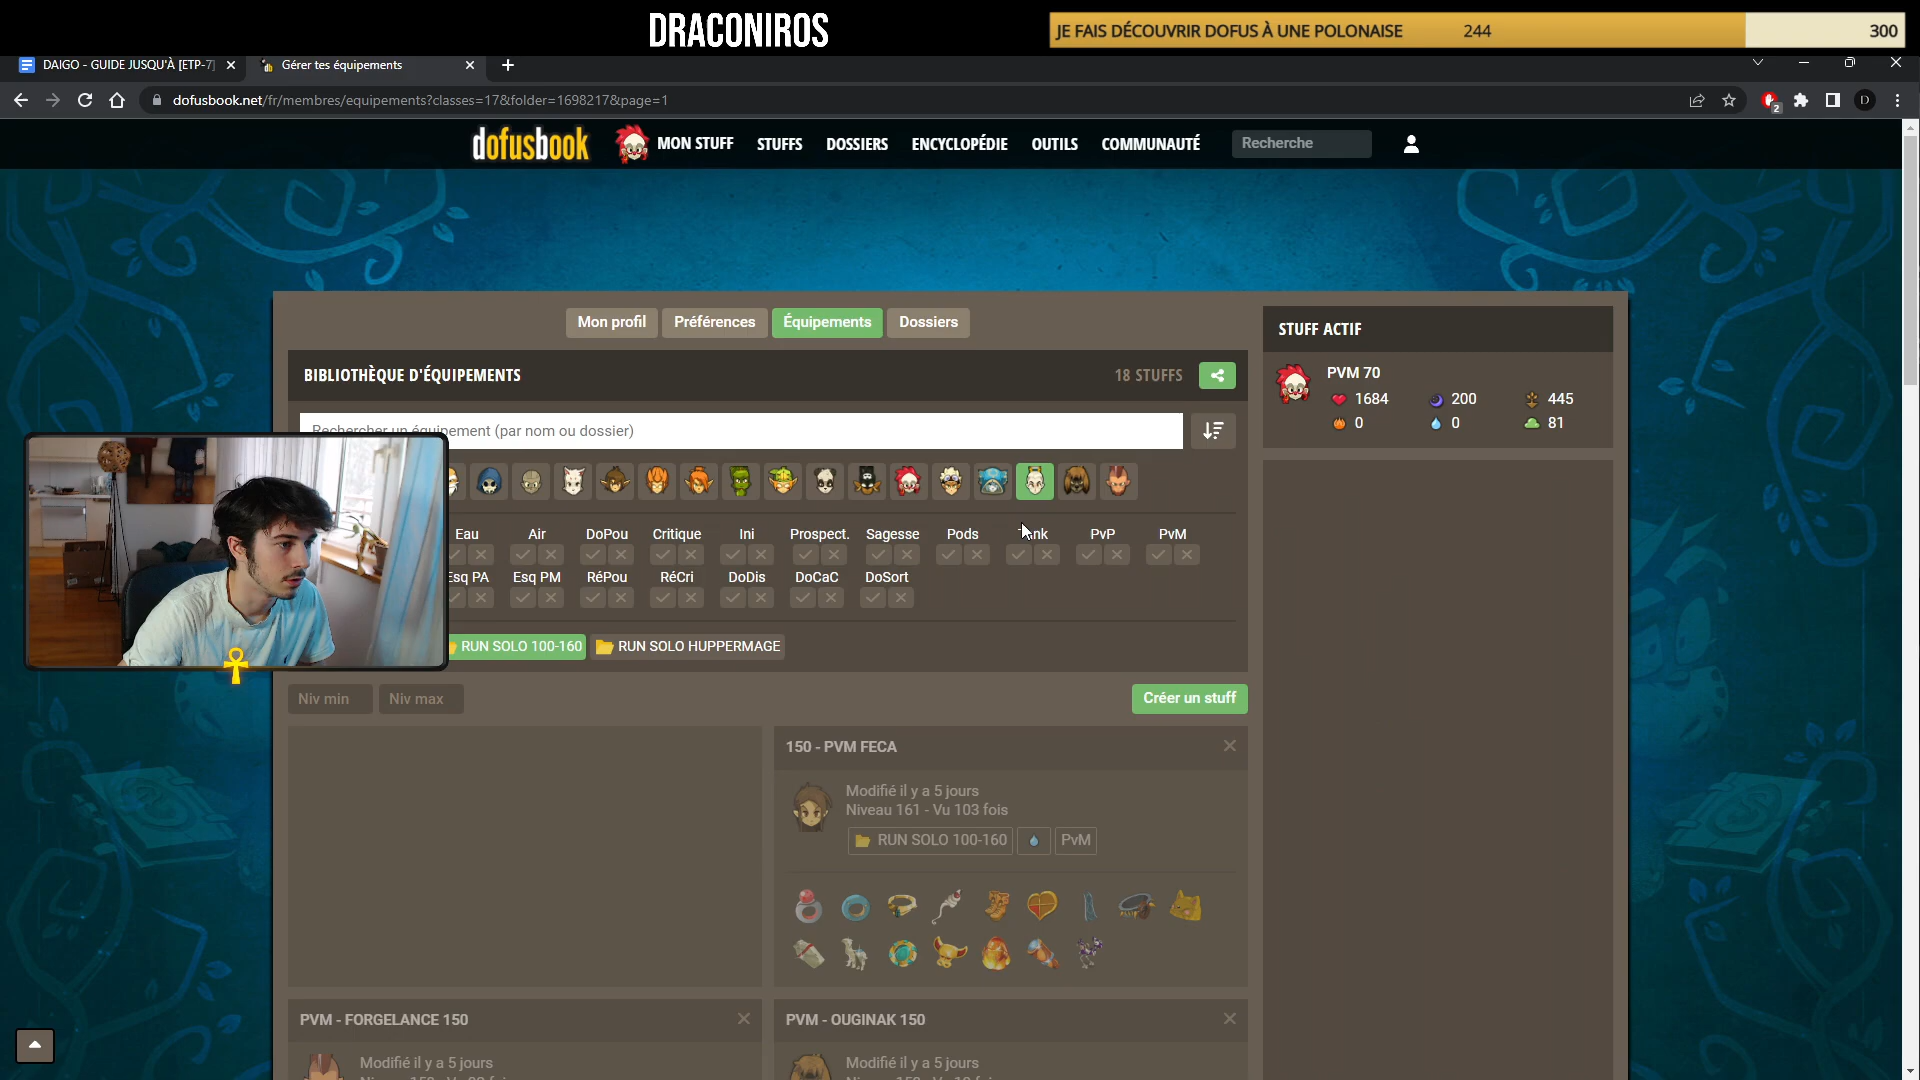 DRACONIROS
JE FAIS DÉCOUVRIR DOFUS À UNE POLONAISE 244 300
DAIGO - GUIDE JUSQU'À [ETP-7]
Gérer tes équipements
dofusbook.net/fr/membres/equipements?classes=17&folder=169821&page=1
2
D
dofusbook
MON STUFF
STUFFS
DOSSIERS
ENCYCLOPÉDIE
OUTILS
COMMUNAUTÉ
Recherche
Mon profil
Préférences
Équipements
Dossiers
BIBLIOTHÈQUE D'ÉQUIPEMENTS
18 STUFFS
Rechercher un équipement (par nom ou dossier)
Eau Air DoPou Critique Ini Prospect. Sagesse Pods Tank PvP PvM
Esq PA Esq PM RéPou RéCri DoDis DoCaC DoSort
RUN SOLO 100-160
RUN SOLO HUPPERMAGE
Niv min
Niv max
Créer un stuff
150 - PVM FECA
Modifié il y a 5 jours
Niveau 161 - Vu 103 fois
RUN SOLO 100-160
PvM
PVM - FORGELANCE 150
Modifié il y a 5 jours
PVM - OUGINAK 150
Modifié il y a 5 jours
STUFF ACTIF
PVM 70
1684 200 445
0 0 81